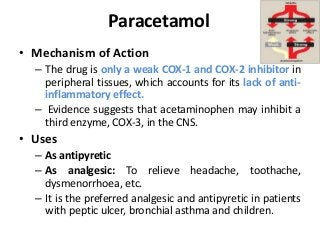 Paracetamol
• Mechanism of Action
– The drug is only a weak COX-1 and COX-2 inhibitor in
peripheral tissues, which accounts for its lack of anti-
inflammatory effect.
– Evidence suggests that acetaminophen may inhibit a
third enzyme, COX-3, in the CNS.
• Uses
– As antipyretic
– As analgesic: To relieve headache, toothache,
dysmenorrhoea, etc.
– It is the preferred analgesic and antipyretic in patients
with peptic ulcer, bronchial asthma and children.